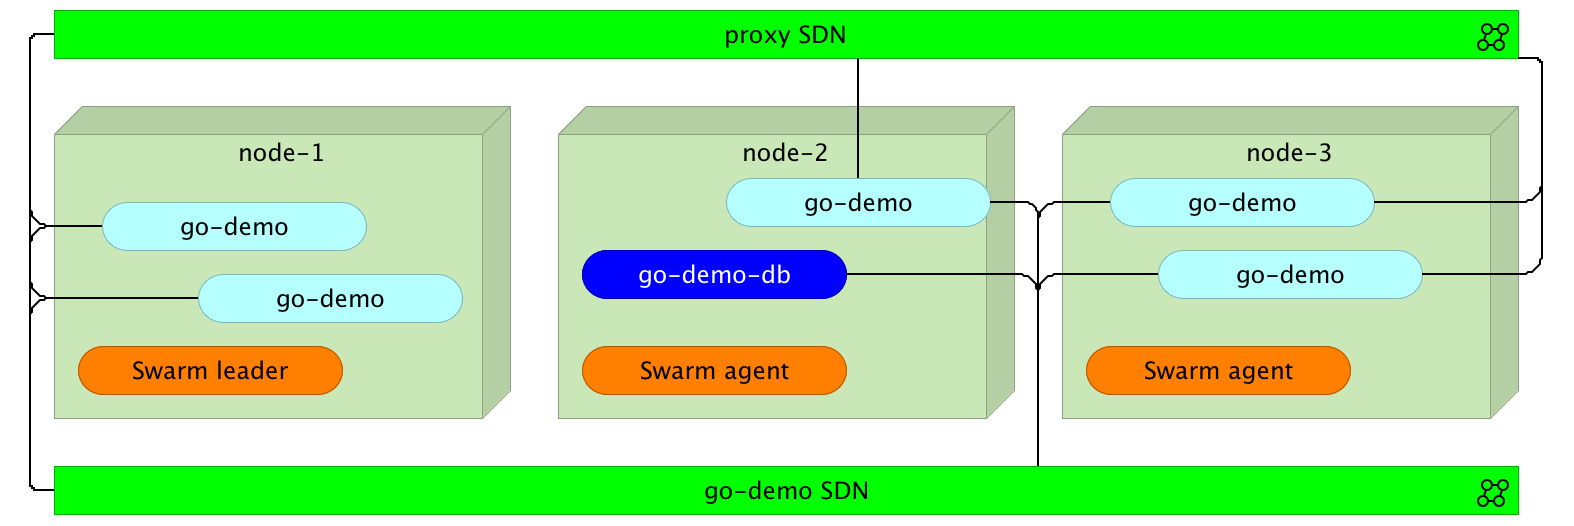 proxy SDN
node-1
go-demo
go-demo
Swarm leader
node-2
go-demo
go-demo-db
Swarm agent
node-3
go-demo
go-demo
Swarm agent
go-demo SDN